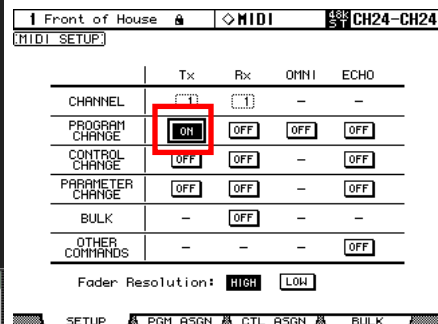 1 Front of House ◇MIDI 48K ST CH24-CH24
[MIDI SETUP]
Tx Rx OMNI ECHO
CHANNEL 1 1 – –
PROGRAM CHANGE ON OFF OFF OFF
CONTROL CHANGE OFF OFF – OFF
PARAMETER CHANGE OFF OFF – OFF
BULK – OFF – –
OTHER COMMANDS – – – OFF
Fader Resolution: HIGH LOW
SETUP PGM ASGN CTL ASGN BULK